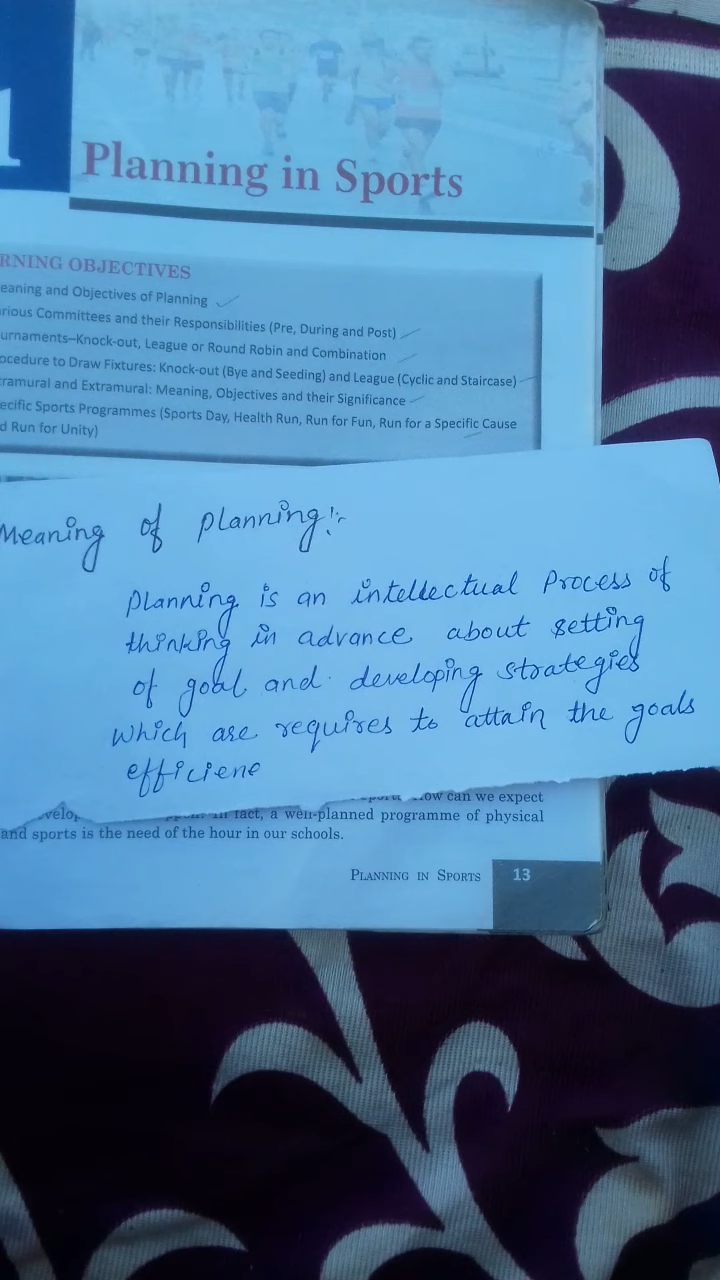 1
Planning in Sports
RNING OBJECTIVES
eaning and Objectives of Planning
rious Committees and their Responsibilities (Pre, During and Post)
urnaments–Knock-out, League or Round Robin and Combination
ocedure to Draw Fixtures: Knock-out (Bye and Seeding) and League (Cyclic and Staircase)
tramural and Extramural: Meaning, Objectives and their Significance
ecific Sports Programmes (Sports Day, Health Run, Run for Fun, Run for a Specific Cause
d Run for Unity)
Meaning of planning:-
planning is an intellectual Process of
thinking in advance about setting
of goal and developing strategies
which are requires to attain the goals
efficiene
how can we expect
velop in fact, a well-planned programme of physical
and sports is the need of the hour in our schools.
PLANNING IN SPORTS 13